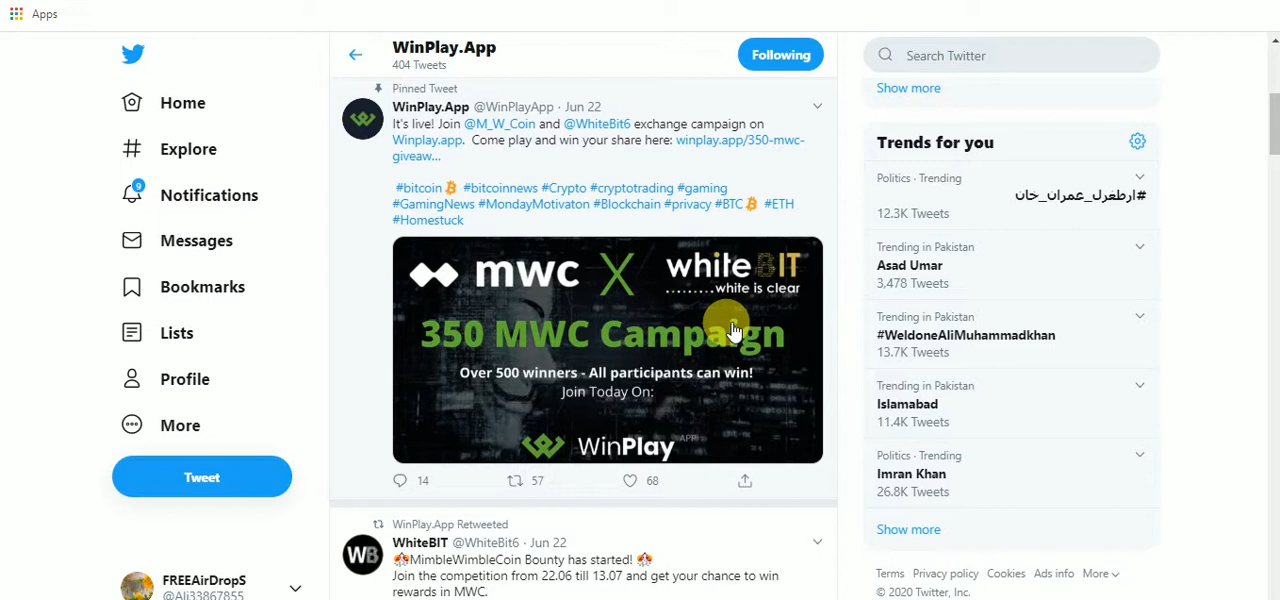 Apps
Home
Explore
9
Notifications
Messages
Bookmarks
Lists
Profile
More
Tweet
FREEAirDropS
@Ali33867855
WinPlay.App
404 Tweets
Following
Pinned Tweet
WinPlay.App @WinPlayApp · Jun 22
It's live! Join @M_W_Coin and @WhiteBit6 exchange campaign on
Winplay.app. Come play and win your share here: winplay.app/350-mwc-
giveaw...
#bitcoin #bitcoinnews #Crypto #cryptotrading #gaming
#GamingNews #MondayMotivaton #Blockchain #privacy #BTC #ETH
#Homestuck
mwc X white BIT
........white is clear
350 MWC Campaign
Over 500 winners - All participants can win!
Join Today On:
WinPlay APP
14 57 68
WinPlay.App Retweeted
WB
WhiteBIT @WhiteBit6 · Jun 22
MimbleWimbleCoin Bounty has started!
Join the competition from 22.06 till 13.07 and get your chance to win
rewards in MWC.
Search Twitter
Show more
Trends for you
Politics · Trending
#ارطغرل_عمران_خان
12.3K Tweets
Trending in Pakistan
Asad Umar
3,478 Tweets
Trending in Pakistan
#WeldoneAliMuhammadkhan
13.7K Tweets
Trending in Pakistan
Islamabad
11.4K Tweets
Politics · Trending
Imran Khan
26.8K Tweets
Show more
Terms Privacy policy Cookies Ads info More
© 2020 Twitter, Inc.